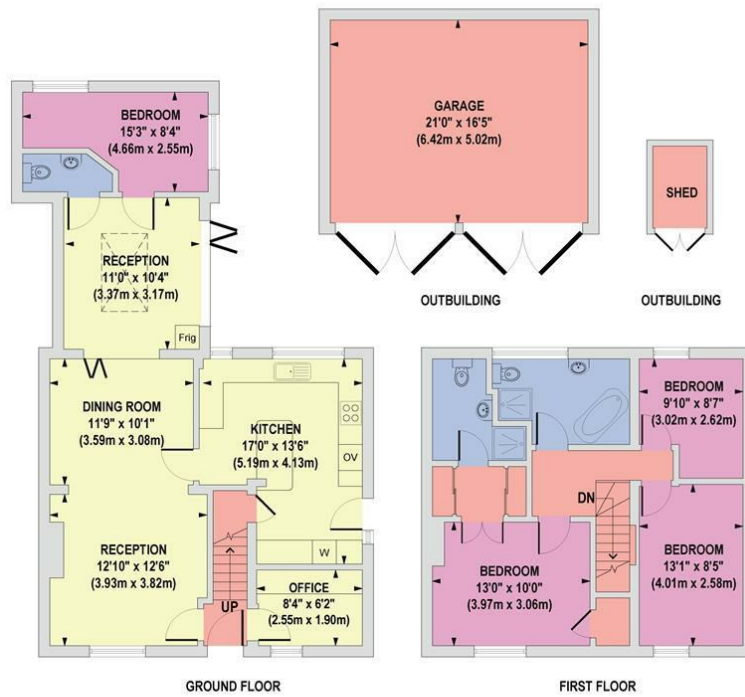 BEDROOM
15'3" x 8'4"
(4.66m x 2.55m)
RECEPTION
11'0" x 10'4"
(3.37m x 3.17m)
Frig
DINING ROOM
11'9" x 10'1"
(3.59m x 3.08m)
KITCHEN
17'0" x 13'6"
(5.19m x 4.13m)
OV
W
RECEPTION
12'10" x 12'6"
(3.93m x 3.82m)
UP
OFFICE
8'4" x 6'2"
(2.55m x 1.90m)
GROUND FLOOR
GARAGE
21'0" x 16'5"
(6.42m x 5.02m)
OUTBUILDING
SHED
OUTBUILDING
BEDROOM
9'10" x 8'7"
(3.02m x 2.62m)
DN
BEDROOM
13'0" x 10'0"
(3.97m x 3.06m)
BEDROOM
13'1" x 8'5"
(4.01m x 2.58m)
FIRST FLOOR